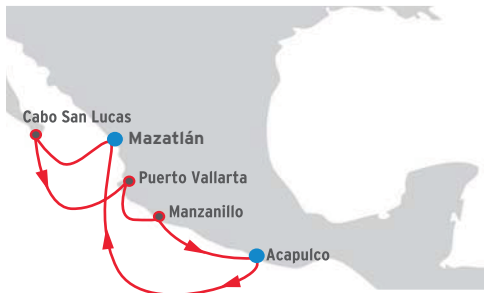 Cabo San Lucas
Mazatlán
Puerto Vallarta
Manzanillo
Acapulco